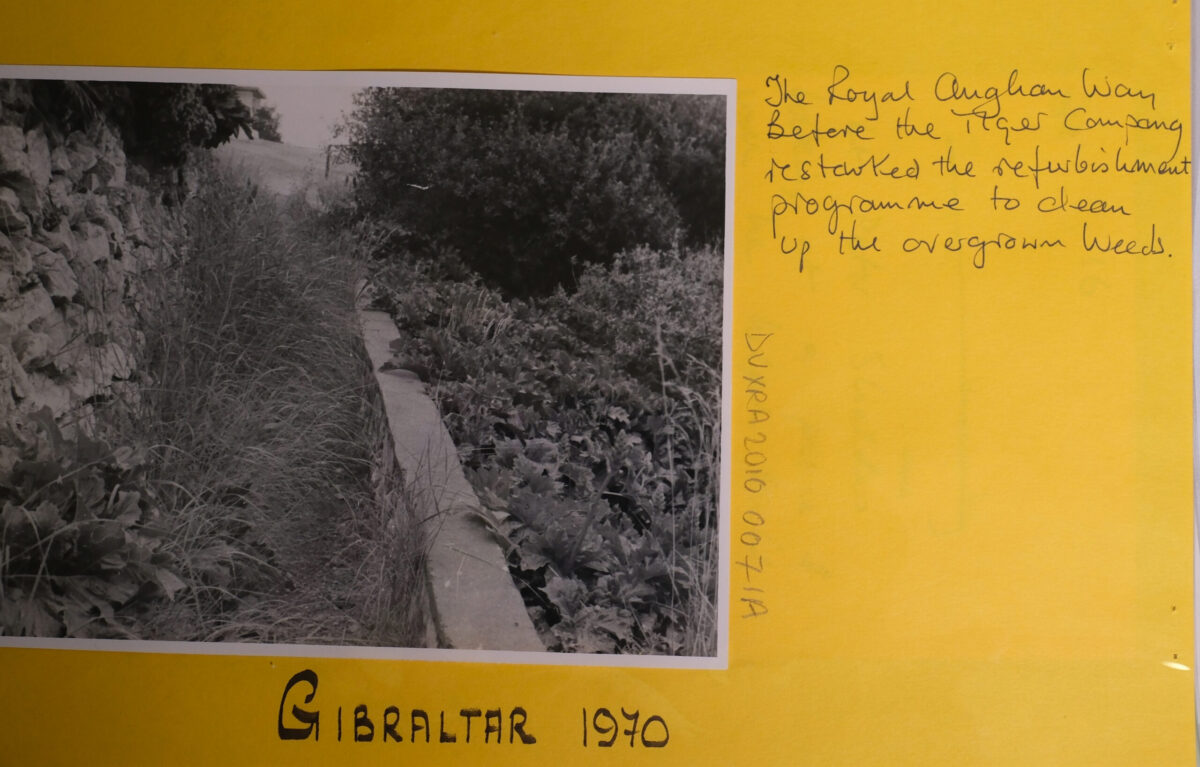 The Royal Anglian Way
Before the Tiger Company
restarted the refurbishment
programme to clean
up the overgrown Weeds.
DUXRA2010 0071A
GIBRALTAR 1970